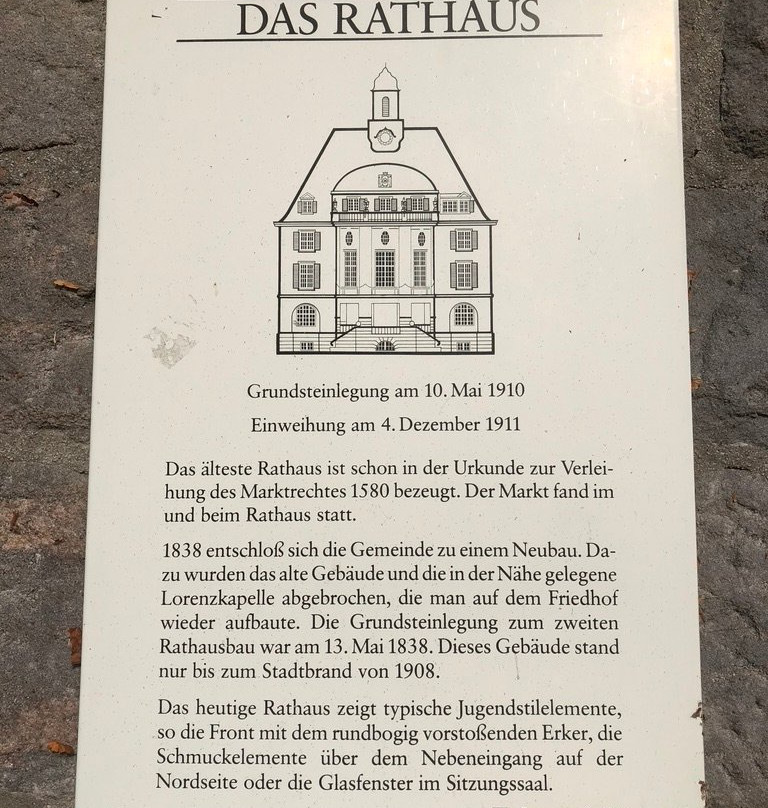 DAS RATHAUS
Grundsteinlegung am 10. Mai 1910
Einweihung am 4. Dezember 1911
Das älteste Rathaus ist schon in der Urkunde zur Verlei-
hung des Marktrechtes 1580 bezeugt. Der Markt fand im
und beim Rathaus statt.
1838 entschloß sich die Gemeinde zu einem Neubau. Da-
zu wurden das alte Gebäude und die in der Nähe gelegene
Lorenzkapelle abgebrochen, die man auf dem Friedhof
wieder aufbaute. Die Grundsteinlegung zum zweiten
Rathausbau war am 13. Mai 1838. Dieses Gebäude stand
nur bis zum Stadtbrand von 1908.
Das heutige Rathaus zeigt typische Jugendstilelemente,
so die Front mit dem rundbogig vorstoßenden Erker, die
Schmuckelemente über dem Nebeneingang auf der
Nordseite oder die Glasfenster im Sitzungssaal.